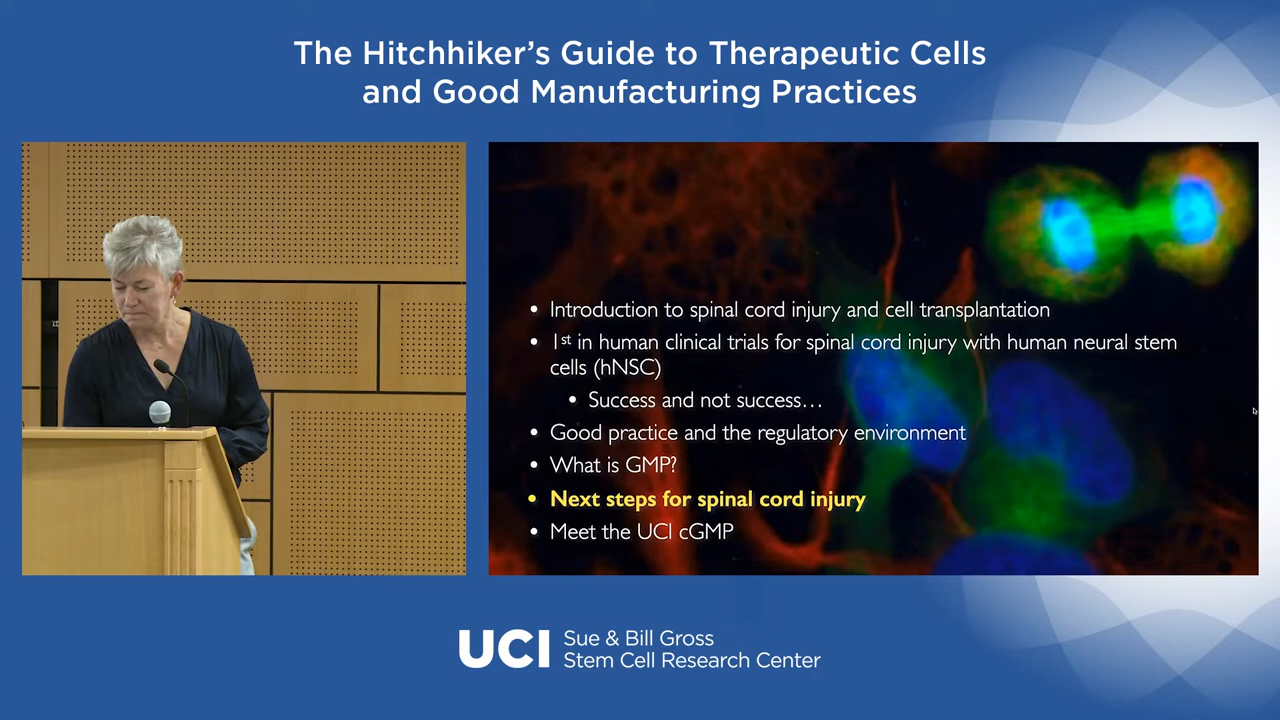 The Hitchhiker's Guide to Therapeutic Cells
and Good Manufacturing Practices
• Introduction to spinal cord injury and cell transplantation
• 1st in human clinical trials for spinal cord injury with human neural stem
cells (hNSC)
• Success and not success…
• Good practice and the regulatory environment
• What is GMP?
• Next steps for spinal cord injury
• Meet the UCI cGMP
UCI Sue & Bill Gross
Stem Cell Research Center